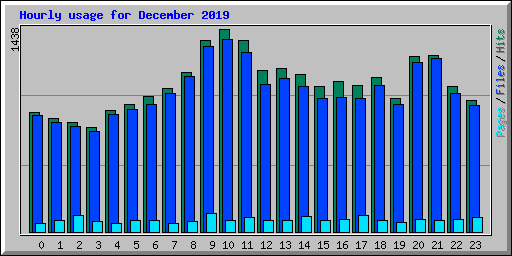 Hourly usage for December 2019
1438
Pages/Files/Hits
0 1 2 3 4 5 6 7 8 9 10 11 12 13 14 15 16 17 18 19 20 21 22 23